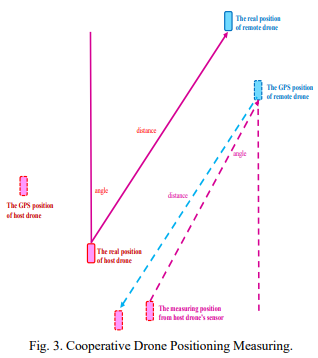 The real position
of remote drone
The GPS position
of remote drone
distance
angle
distance
angle
The GPS position
of host drone
The real position
of host drone
The measuring position
from host drone's sensor
Fig. 3. Cooperative Drone Positioning Measuring.